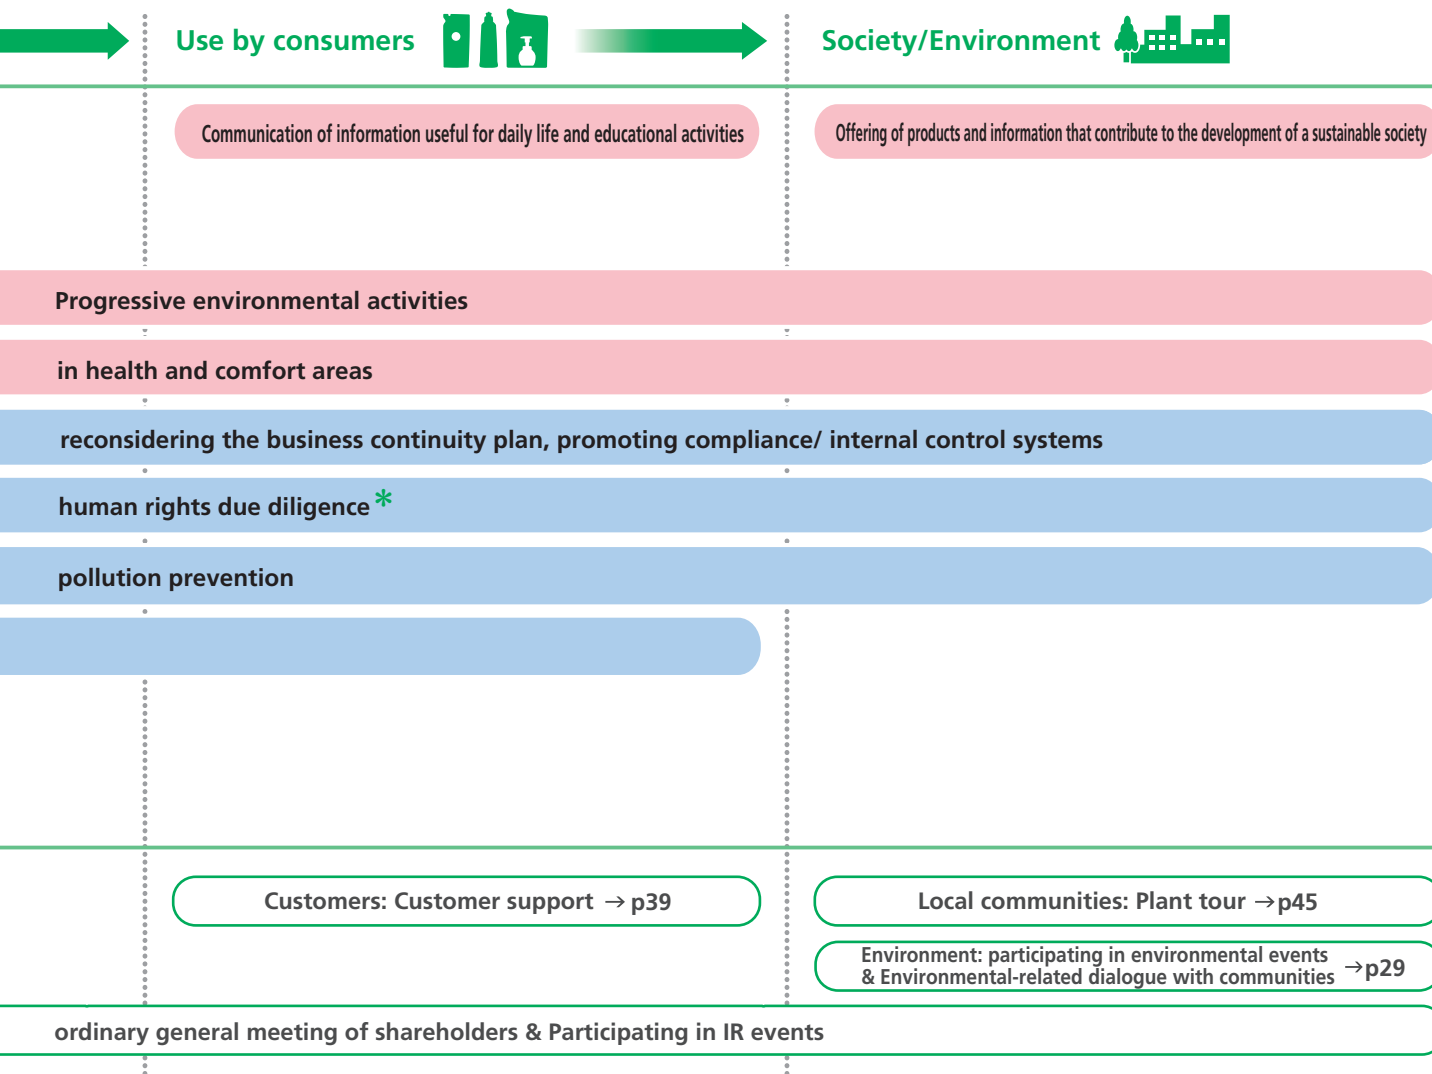 Use by consumers
Society/Environment
Communication of information useful for daily life and educational activities
Offering of products and information that contribute to the development of a sustainable society
Progressive environmental activities
in health and comfort areas
reconsidering the business continuity plan, promoting compliance/ internal control systems
human rights due diligence*
pollution prevention
Customers: Customer support → p39
Local communities: Plant tour →p45
Environment: participating in environmental events
& Environmental-related dialogue with communities →p29
ordinary general meeting of shareholders & Participating in IR events